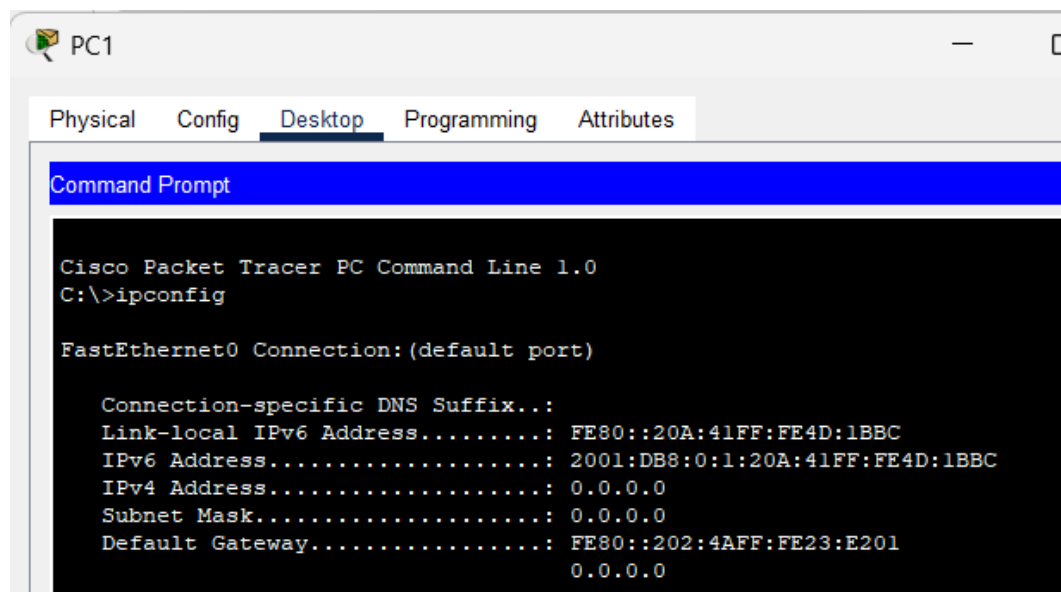 PC1
Physical Config Desktop Programming Attributes
Command Prompt
Cisco Packet Tracer PC Command Line 1.0
C:\>ipconfig
FastEthernet0 Connection:(default port)
Connection-specific DNS Suffix..:
Link-local IPv6 Address.........: FE80::20A:41FF:FE4D:1BBC
IPv6 Address....................: 2001:DB8:0:1:20A:41FF:FE4D:1BBC
IPv4 Address....................: 0.0.0.0
Subnet Mask.....................: 0.0.0.0
Default Gateway.................: FE80::202:4AFF:FE23:E201
0.0.0.0